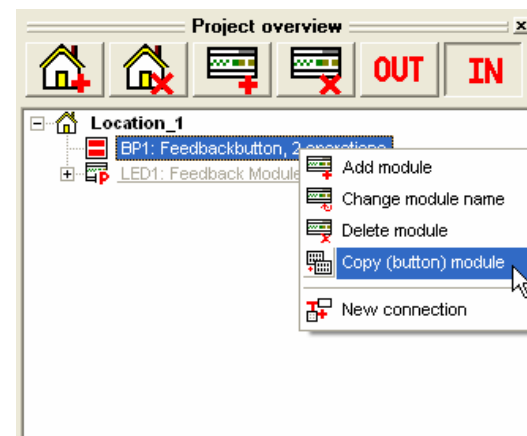 Project overview
OUT
IN
Location_1
BP1: Feedbackbutton, 2 operations
LED1: Feedback Module
Add module
Change module name
Delete module
Copy (button) module
New connection